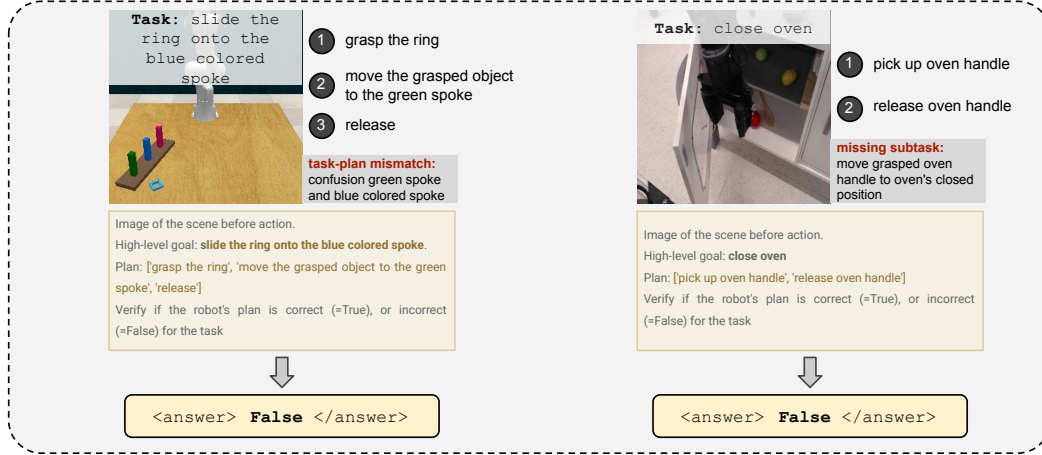 Task: slide the
ring onto the
blue colored
spoke
1 grasp the ring
2 move the grasped object
to the green spoke
3 release
task-plan mismatch:
confusion green spoke
and blue colored spoke
Image of the scene before action.
High-level goal: slide the ring onto the blue colored spoke.
Plan: ['grasp the ring', 'move the grasped object to the green
spoke', 'release']
Verify if the robot's plan is correct (=True), or incorrect
(=False) for the task
<answer> False </answer>
Task: close oven
1 pick up oven handle
2 release oven handle
missing subtask:
move grasped oven
handle to oven's closed
position
Image of the scene before action.
High-level goal: close oven
Plan: ['pick up oven handle', 'release oven handle']
Verify if the robot's plan is correct (=True), or incorrect
(=False) for the task
<answer> False </answer>